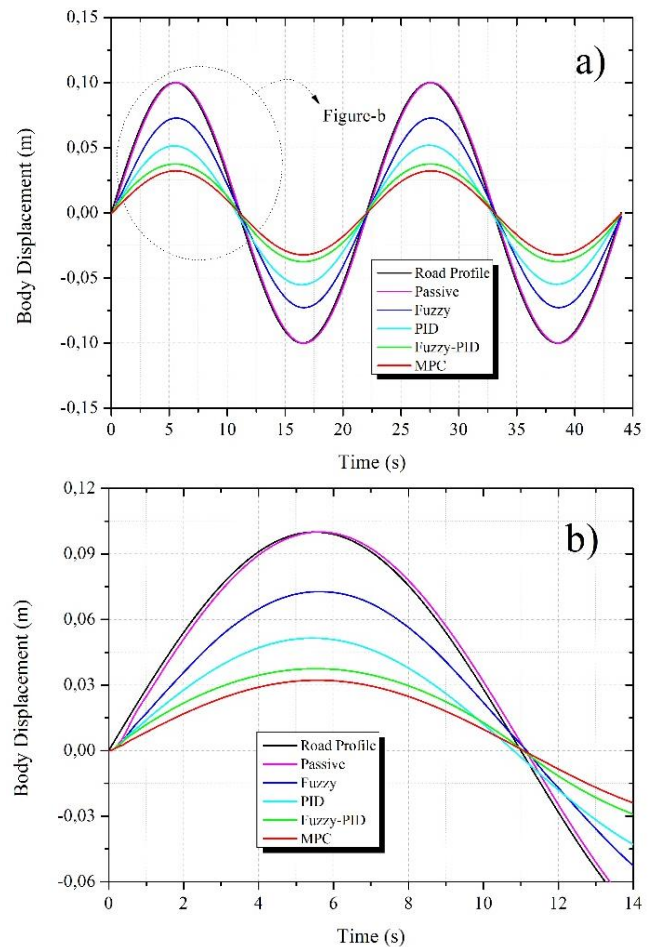 a)
0,15
0,10
0,05
0,00
-0,05
-0,10
-0,15
Body Displacement (m)
Figure-b
Road Profile
Passive
Fuzzy
PID
Fuzzy-PID
MPC
0 5 10 15 20 25 30 35 40 45
Time (s)
b)
0,12
0,09
0,06
0,03
0,00
-0,03
-0,06
Body Displacement (m)
Road Profile
Passive
Fuzzy
PID
Fuzzy-PID
MPC
0 2 4 6 8 10 12 14
Time (s)